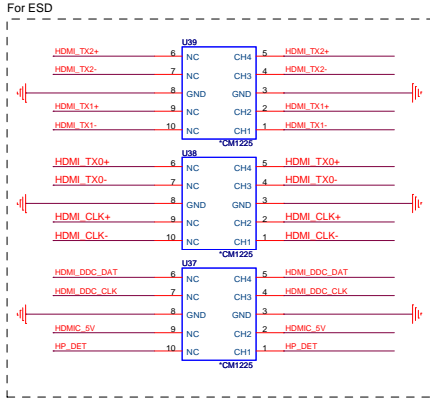 For ESD
U39
HDMI_TX2+ 6 NC CH4 5 HDMI_TX2+
HDMI_TX2- 7 NC CH3 4 HDMI_TX2-
8 GND GND 3
HDMI_TX1+ 9 NC CH2 2 HDMI_TX1+
HDMI_TX1- 10 NC CH1 1 HDMI_TX1-
*CM1225
U38
HDMI_TX0+ 6 NC CH4 5 HDMI_TX0+
HDMI_TX0- 7 NC CH3 4 HDMI_TX0-
8 GND GND 3
HDMI_CLK+ 9 NC CH2 2 HDMI_CLK+
HDMI_CLK- 10 NC CH1 1 HDMI_CLK-
*CM1225
U37
HDMI_DDC_DAT 6 NC CH4 5 HDMI_DDC_DAT
HDMI_DDC_CLK 7 NC CH3 4 HDMI_DDC_CLK
8 GND GND 3
HDMIC_5V 9 NC CH2 2 HDMIC_5V
HP_DET 10 NC CH1 1 HP_DET
*CM1225